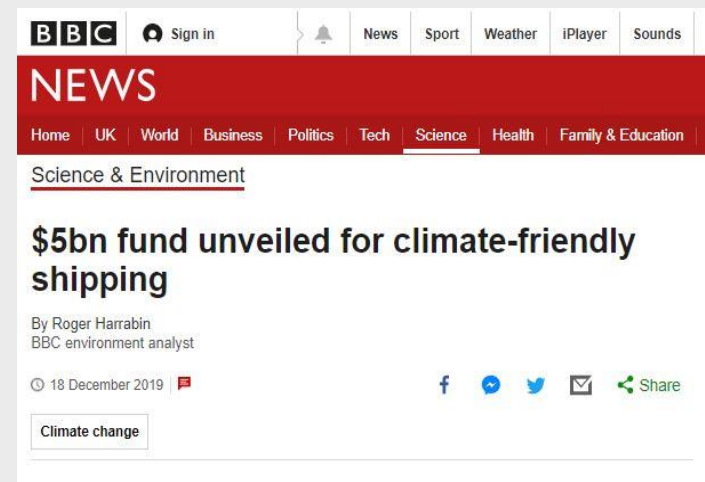 BBC Sign in News Sport Weather iPlayer Sounds
NEWS
Home UK World Business Politics Tech Science Health Family & Education
Science & Environment
$5bn fund unveiled for climate-friendly
shipping
By Roger Harrabin
BBC environment analyst
18 December 2019
Share
Climate change